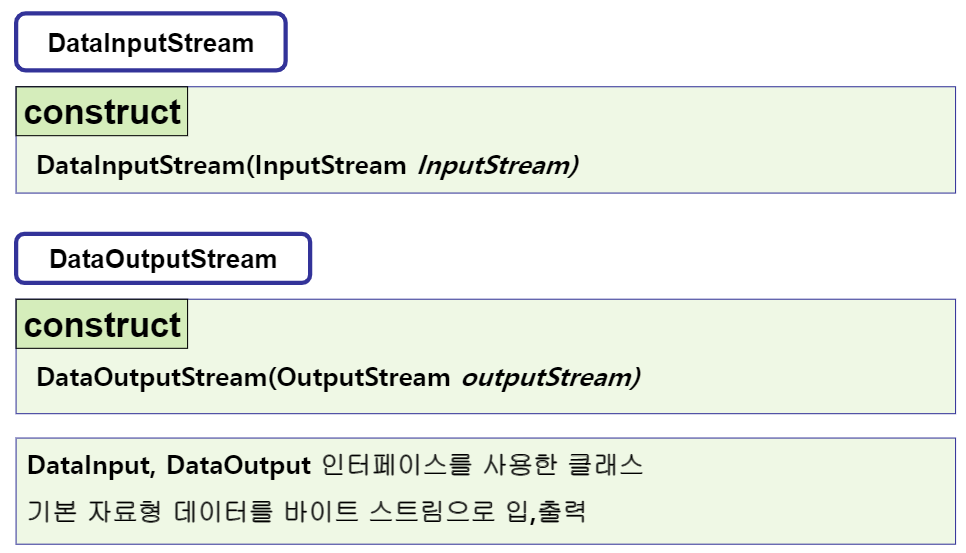 DataInputStream
construct
DataInputStream(InputStream InputStream)
DataOutputStream
construct
DataOutputStream(OutputStream outputStream)
DataInput, DataOutput 인터페이스를 사용한 클래스
기본 자료형 데이터를 바이트 스트림으로 입,출력